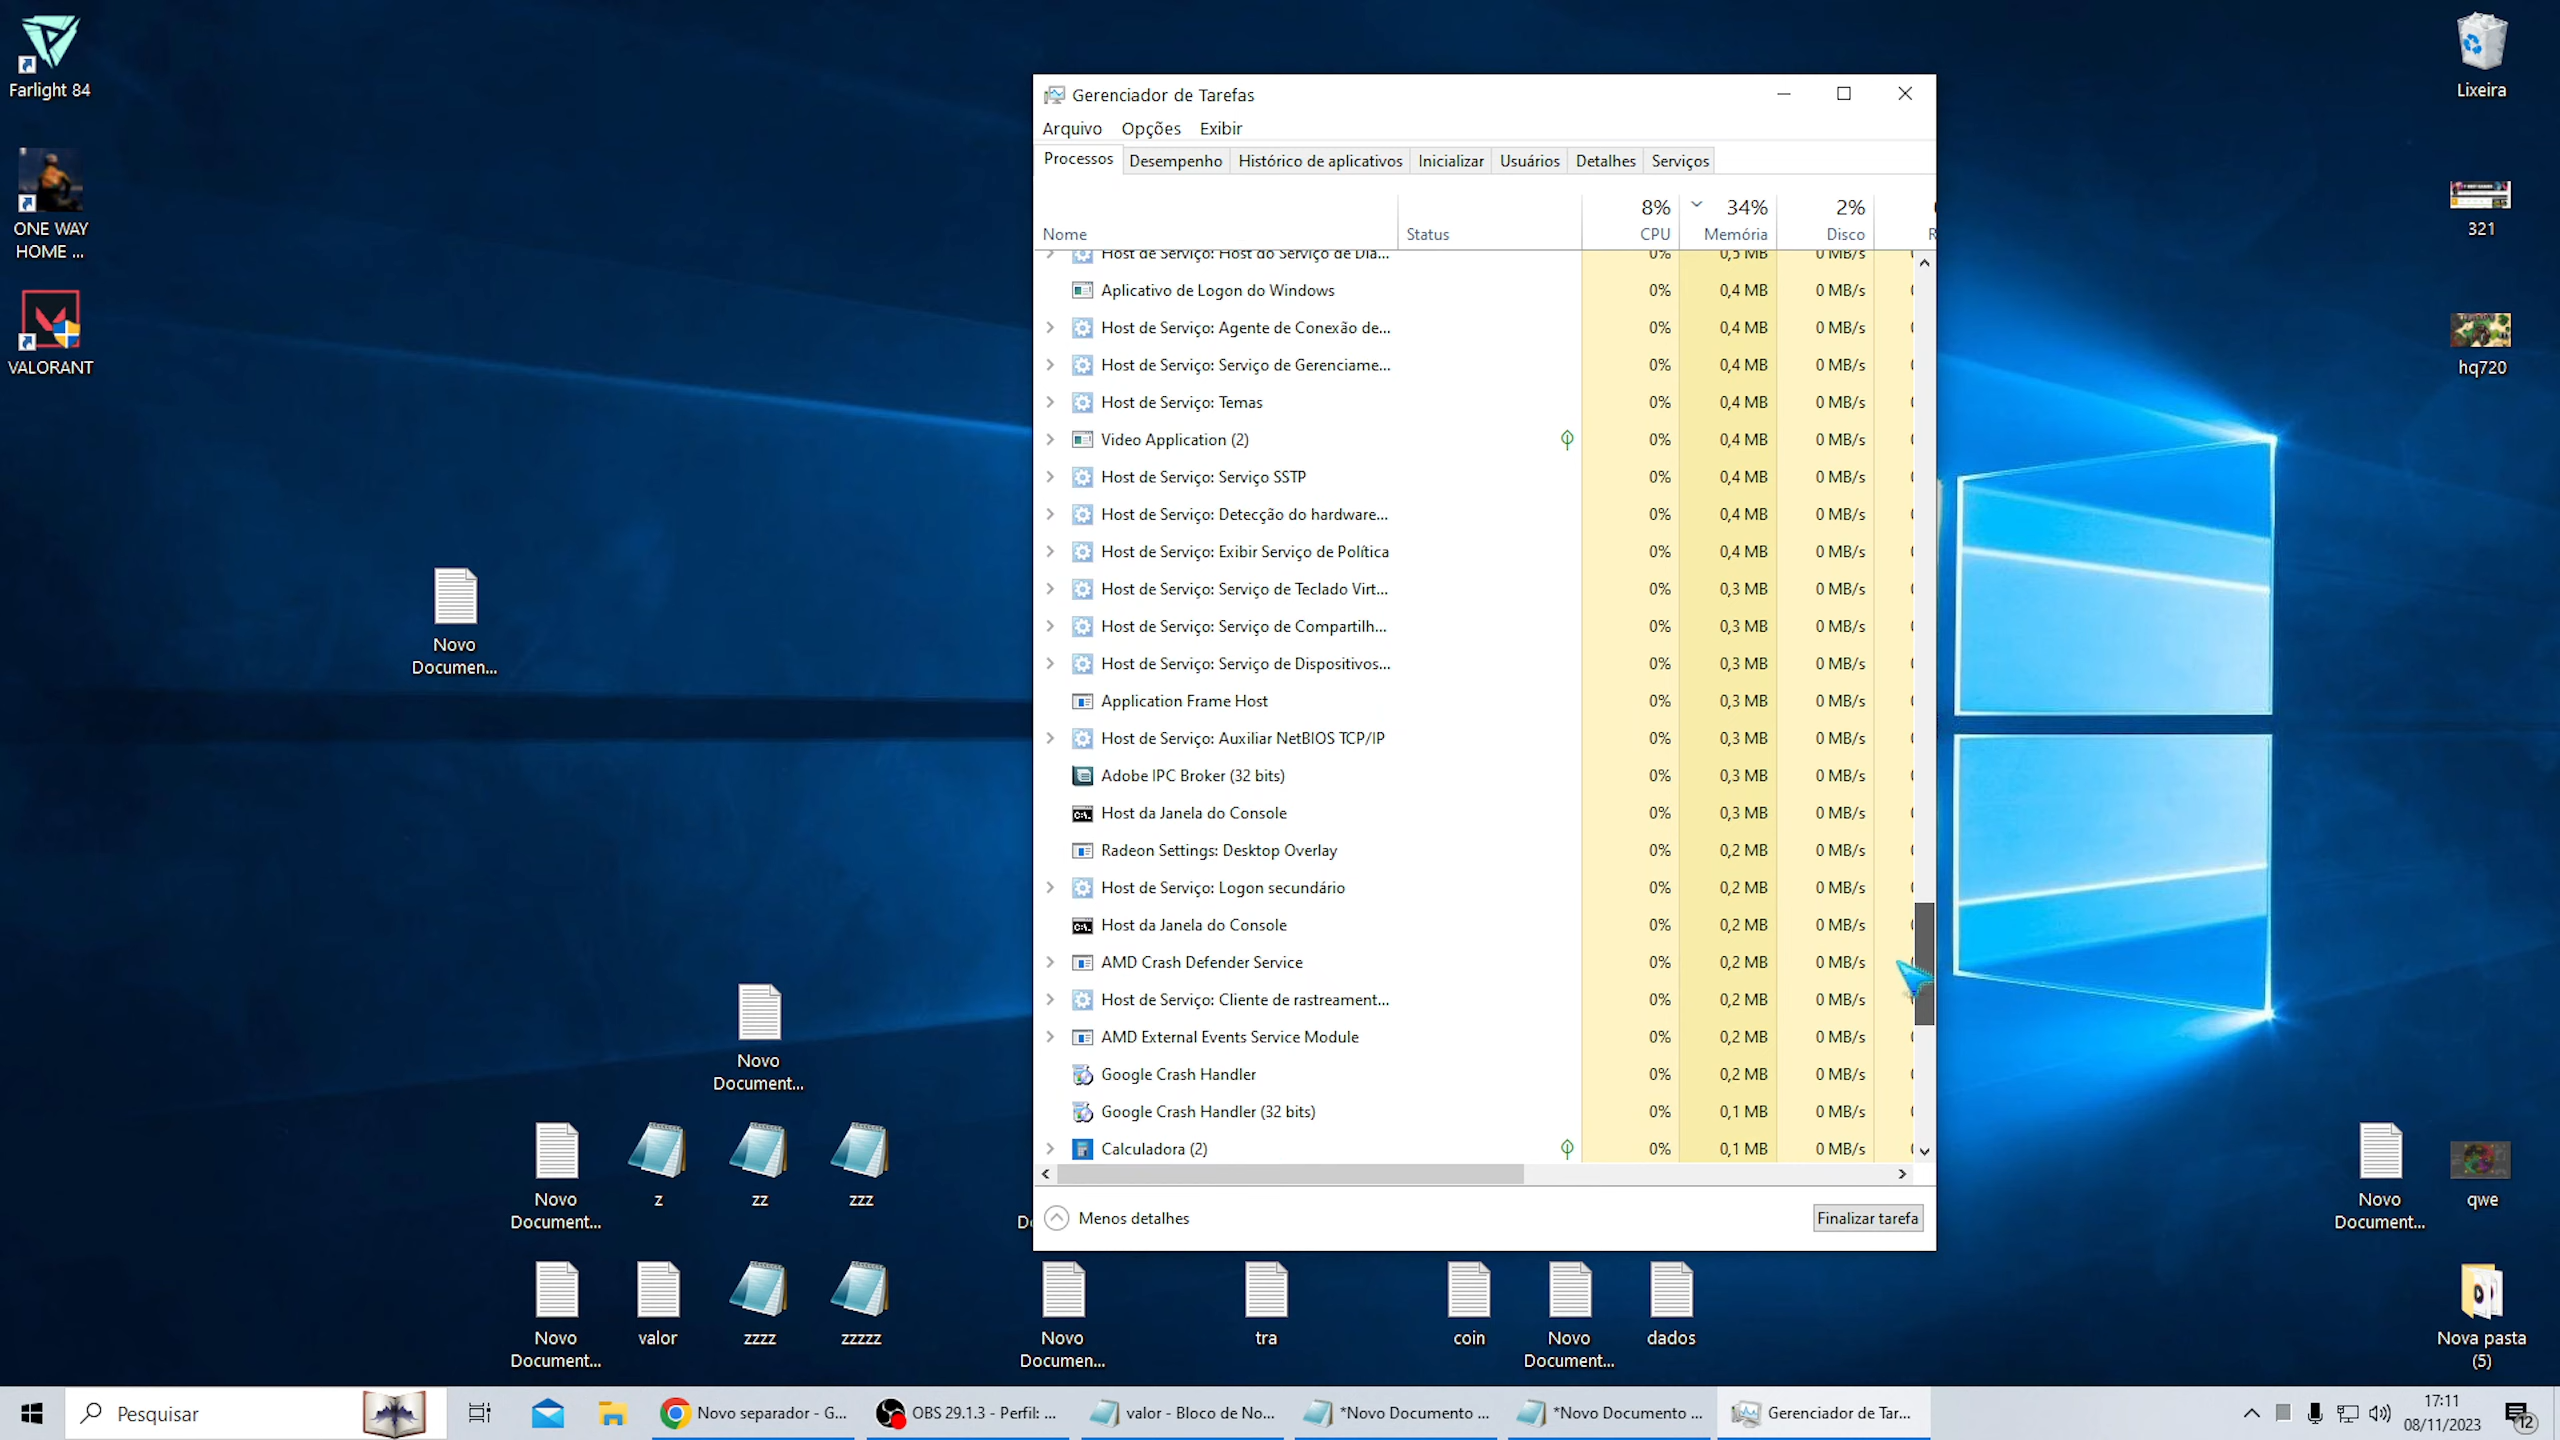 Farlight 84
ONE WAY
HOME ...
VALORANT
Novo
Documen...
Novo
Document...
Novo
Document...
z
zz
zzz
Novo
Document...
valor
zzzz
zzzzz
Gerenciador de Tarefas
Arquivo Opções Exibir
Processos Desempenho Histórico de aplicativos Inicializar Usuários Detalhes Serviços
8% 34% 2%
Nome Status CPU Memória Disco
Host de Serviço: Host do Serviço de Dia... 0% 0,5 MB 0 MB/s
Aplicativo de Logon do Windows 0% 0,4 MB 0 MB/s
Host de Serviço: Agente de Conexão de... 0% 0,4 MB 0 MB/s
Host de Serviço: Serviço de Gerenciame... 0% 0,4 MB 0 MB/s
Host de Serviço: Temas 0% 0,4 MB 0 MB/s
Video Application (2) 0% 0,4 MB 0 MB/s
Host de Serviço: Serviço SSTP 0% 0,4 MB 0 MB/s
Host de Serviço: Detecção do hardware... 0% 0,4 MB 0 MB/s
Host de Serviço: Exibir Serviço de Política 0% 0,4 MB 0 MB/s
Host de Serviço: Serviço de Teclado Virt... 0% 0,3 MB 0 MB/s
Host de Serviço: Serviço de Compartilh... 0% 0,3 MB 0 MB/s
Host de Serviço: Serviço de Dispositivos... 0% 0,3 MB 0 MB/s
Application Frame Host 0% 0,3 MB 0 MB/s
Host de Serviço: Auxiliar NetBIOS TCP/IP 0% 0,3 MB 0 MB/s
Adobe IPC Broker (32 bits) 0% 0,3 MB 0 MB/s
Host da Janela do Console 0% 0,3 MB 0 MB/s
Radeon Settings: Desktop Overlay 0% 0,2 MB 0 MB/s
Host de Serviço: Logon secundário 0% 0,2 MB 0 MB/s
Host da Janela do Console 0% 0,2 MB 0 MB/s
AMD Crash Defender Service 0% 0,2 MB 0 MB/s
Host de Serviço: Cliente de rastreament... 0% 0,2 MB 0 MB/s
AMD External Events Service Module 0% 0,2 MB 0 MB/s
Google Crash Handler 0% 0,2 MB 0 MB/s
Google Crash Handler (32 bits) 0% 0,1 MB 0 MB/s
Calculadora (2) 0% 0,1 MB 0 MB/s
Menos detalhes
Finalizar tarefa
Novo
Documen...
tra
coin
Novo
Document...
dados
Lixeira
321
hq720
Novo
Document...
qwe
Nova pasta
(5)
Pesquisar
Novo separador - G...
OBS 29.1.3 - Perfil: ...
valor - Bloco de No...
*Novo Documento ...
*Novo Documento ...
Gerenciador de Tar...
17:11
08/11/2023
12